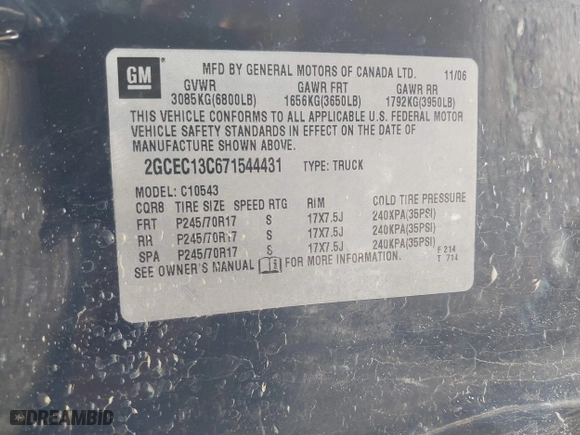 GM
MFD BY GENERAL MOTORS OF CANADA LTD. 11/06
GVWR GAWR FRT GAWR RR
3085KG(6800LB) 1656KG(3650LB) 1792KG(3950LB)
THIS VEHICLE CONFORMS TO ALL APPLICABLE U.S. FEDERAL MOTOR
VEHICLE SAFETY STANDARDS IN EFFECT ON THE DATE OF
MANUFACTURE SHOWN ABOVE.
2GCEC13C671544431 TYPE: TRUCK
MODEL: C10543
CQR8 TIRE SIZE SPEED RTG RIM COLD TIRE PRESSURE
FRT P245/70R17 S 17X7.5J 240KPA(35PSI)
RH P245/70R17 S 17X7.5J 240KPA(35PSI)
SPA P245/70R17 S 17X7.5J 240KPA(35PSI)
SEE OWNER'S MANUAL FOR MORE INFORMATION.
F 214
T 714
DREAMBID